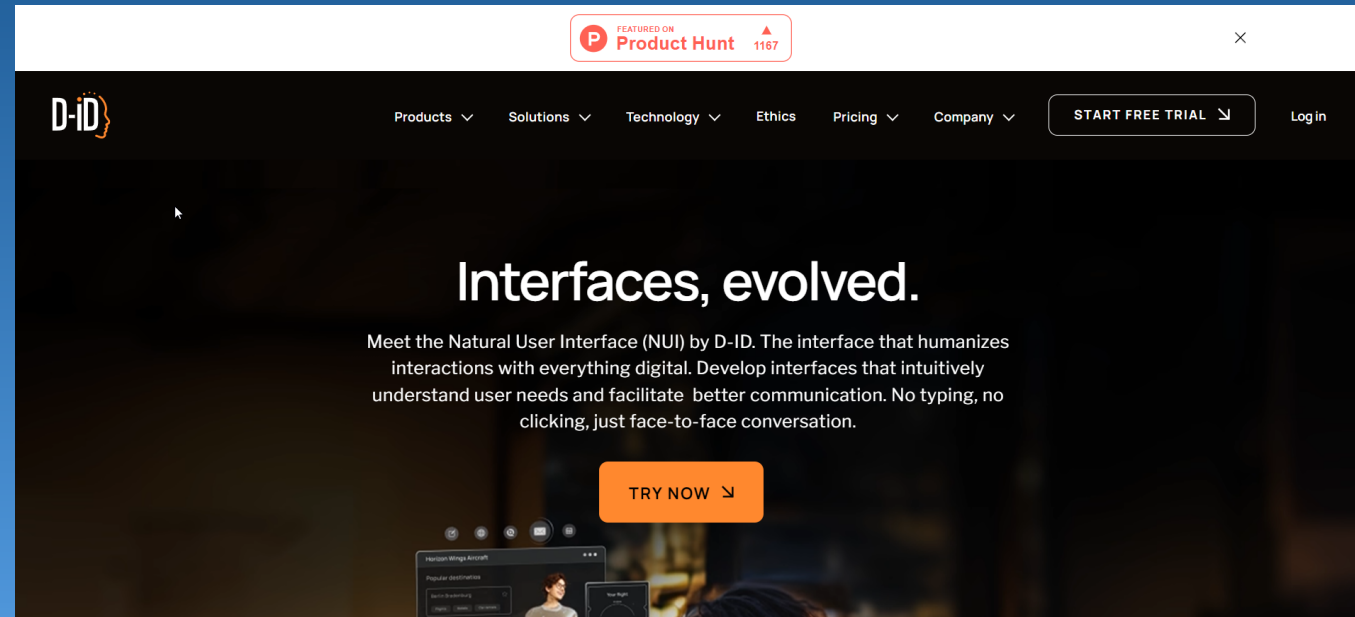 FEATURED ON
Product Hunt
1167
D-iD
Products
Solutions
Technology
Ethics
Pricing
Company
START FREE TRIAL
Log in
Interfaces, evolved.
Meet the Natural User Interface (NUI) by D-ID. The interface that humanizes
interactions with everything digital. Develop interfaces that intuitively
understand user needs and facilitate better communication. No typing, no
clicking, just face-to-face conversation.
TRY NOW
Horizon Wings Aircraft
Popular destination
Your flight